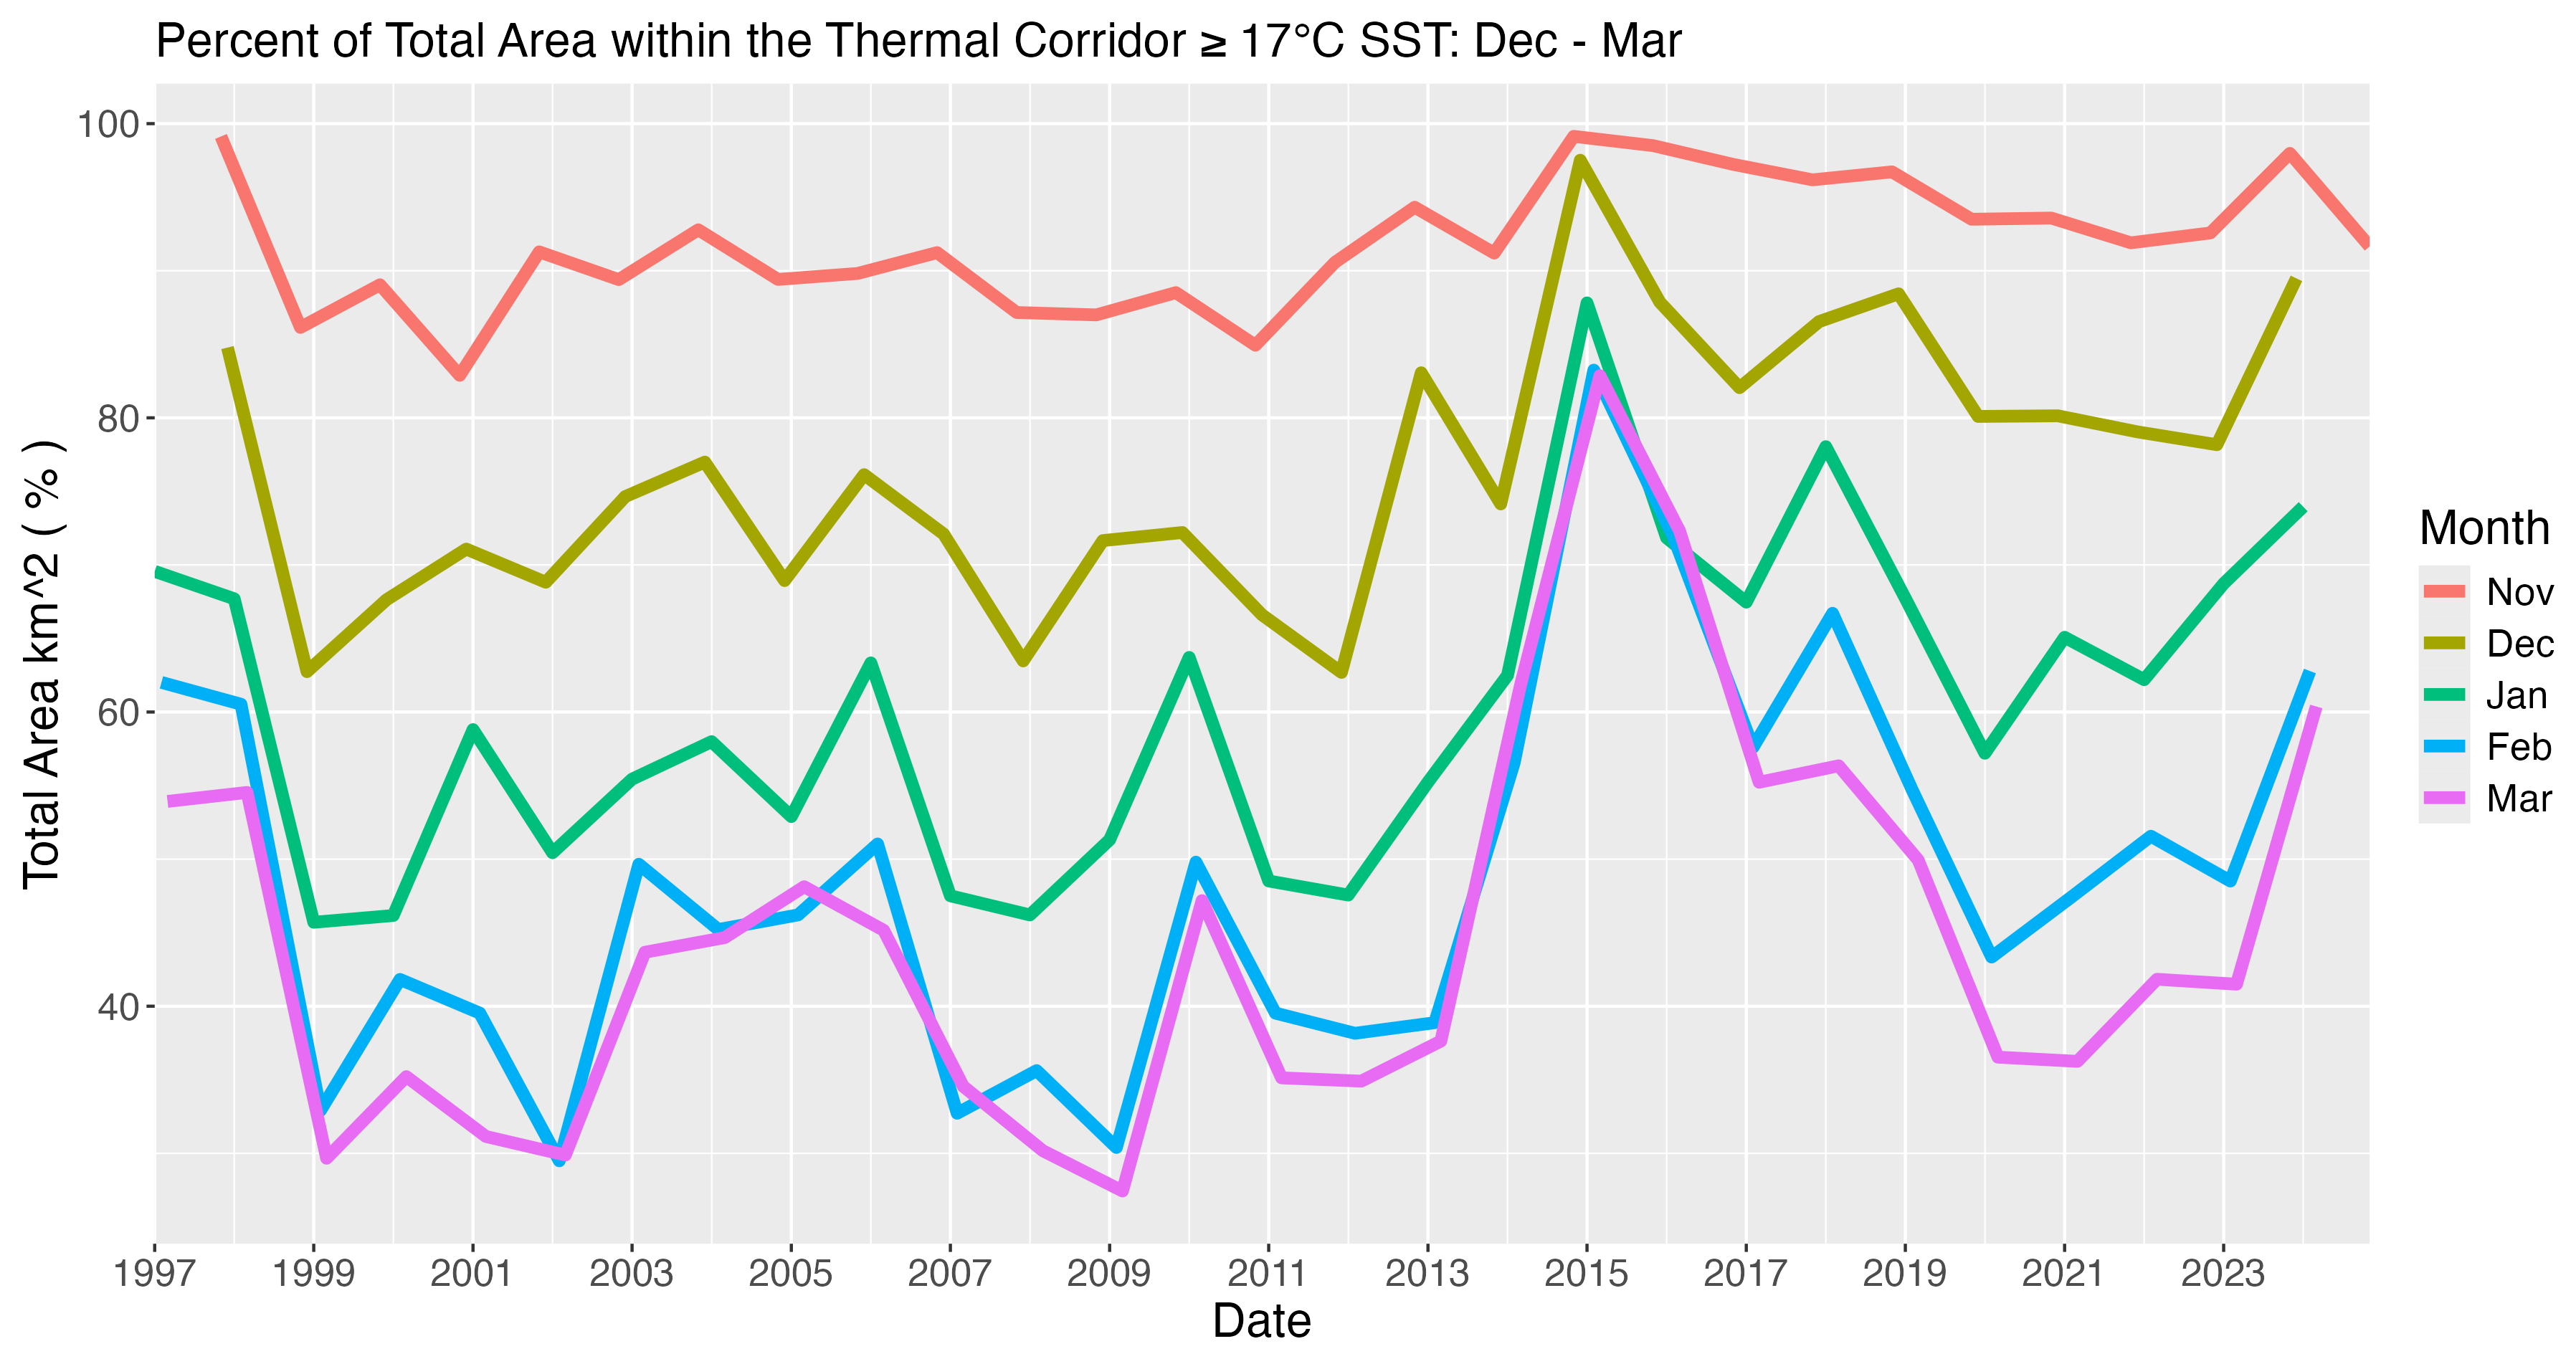 Percent of Total Area within the Thermal Corridor ≥ 17°C SST: Dec - Mar
Total Area km^2 ( % )
100
80
60
40
1997 1999 2001 2003 2005 2007 2009 2011 2013 2015 2017 2019 2021 2023
Date
Month
Nov
Dec
Jan
Feb
Mar